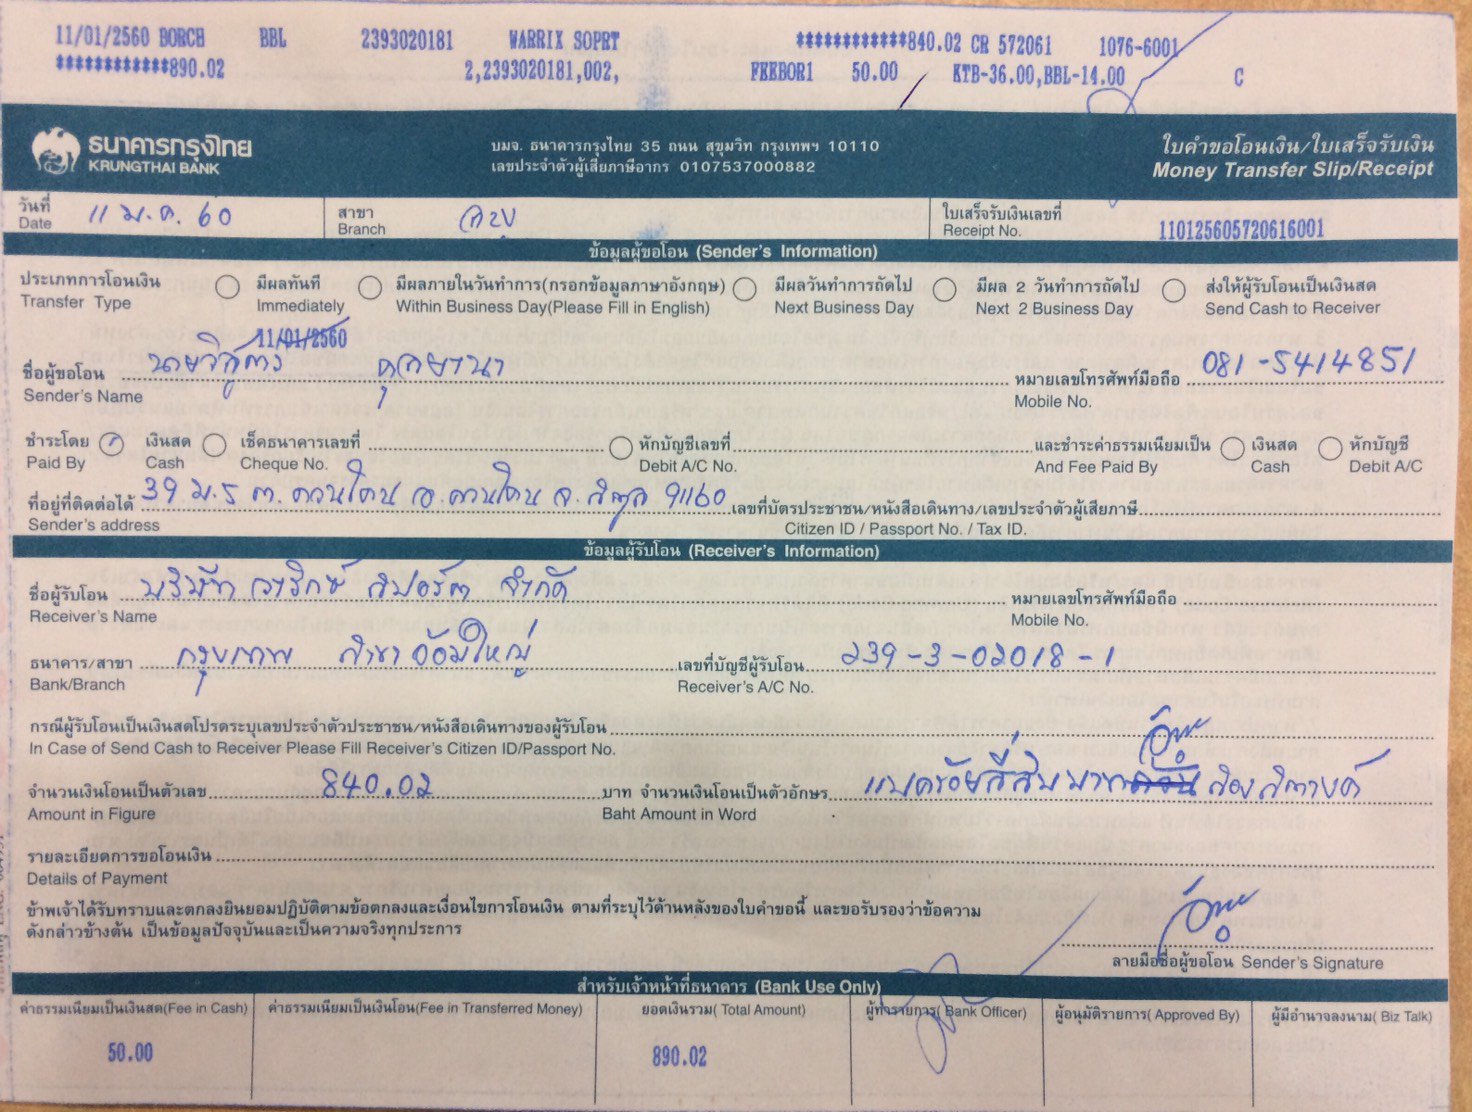 11/01/2560 BORCH BBL 2393020181 WARRIX SOPRT ************840.02 CR 572061 1076-6001
************890.02 2,2393020181,002, FEEBOR1 50.00 KTB-36.00,BBL-14.00 C
ธนาคารกรุงไทย
KRUNGTHAI BANK
บมจ. ธนาคารกรุงไทย 35 ถนน สุขุมวิท กรุงเทพฯ 10110
เลขประจำตัวผู้เสียภาษีอากร 0107537000882
ใบคำขอโอนเงิน/ใบเสร็จรับเงิน
Money Transfer Slip/Receipt
วันที่ 11 ม.ค. 60 สาขา ใบเสร็จรับเงินเลขที่
Date Branch Receipt No. 110125605720616001
ข้อมูลผู้ขอโอน (Sender's Information)
ประเภทการโอนเงิน มีผลทันที มีผลภายในวันทำการ(กรอกข้อมูลภาษาอังกฤษ) มีผลวันทำการถัดไป มีผล 2 วันทำการถัดไป ส่งให้ผู้รับโอนเป็นเงินสด
Transfer Type Immediately Within Business Day(Please Fill in English) Next Business Day Next 2 Business Day Send Cash to Receiver
11/01/2560
ชื่อผู้ขอโอน หมายเลขโทรศัพท์มือถือ 081-5414851
Sender's Name Mobile No.
ชำระโดย เงินสด เช็คธนาคารเลขที่ หักบัญชีเลขที่ และชำระค่าธรรมเนียมเป็น เงินสด หักบัญชี
Paid By Cash Cheque No. Debit A/C No. And Fee Paid By Cash Debit A/C
ที่อยู่ที่ติดต่อได้ 39 ม.5 ต.ควนโดน อ.ควนโดน จ.สตูล 91160 เลขที่บัตรประชาชน/หนังสือเดินทาง/เลขประจำตัวผู้เสียภาษี
Sender's address Citizen ID / Passport No. / Tax ID.
ข้อมูลผู้รับโอน (Receiver's Information)
ชื่อผู้รับโอน บริษัท วาริกซ์ สปอร์ต จำกัด หมายเลขโทรศัพท์มือถือ
Receiver's Name Mobile No.
ธนาคาร/สาขา กรุงเทพ สาขาอ้อมใหญ่ เลขที่บัญชีผู้รับโอน 239-3-02018-1
Bank/Branch Receiver's A/C No.
กรณีผู้รับโอนเป็นเงินสดโปรดระบุเลขประจำตัวประชาชน/หนังสือเดินทางของผู้รับโอน
In Case of Send Cash to Receiver Please Fill Receiver's Citizen ID/Passport No.
จำนวนเงินโอนเป็นตัวเลข 840.02 บาท จำนวนเงินโอนเป็นตัวอักษร แปดร้อยสี่สิบบาท สองสตางค์
Amount in Figure Baht Amount in Word
รายละเอียดการขอโอนเงิน
Details of Payment
ข้าพเจ้าได้รับทราบและตกลงยินยอมปฏิบัติตามข้อตกลงและเงื่อนไขการโอนเงิน ตามที่ระบุไว้ด้านหลังของใบคำขอนี้ และขอรับรองว่าข้อความ
ดังกล่าวข้างต้น เป็นข้อมูลปัจจุบันและเป็นความจริงทุกประการ
ลายมือชื่อผู้ขอโอน Sender's Signature
สำหรับเจ้าหน้าที่ธนาคาร (Bank Use Only)
ค่าธรรมเนียมเป็นเงินสด(Fee in Cash) ค่าธรรมเนียมเป็นเงินโอน(Fee in Transferred Money) ยอดเงินรวม( Total Amount) ผู้ทำรายการ( Bank Officer) ผู้อนุมัติรายการ( Approved By) ผู้มีอำนาจลงนาม( Biz Talk)
50.00 890.02